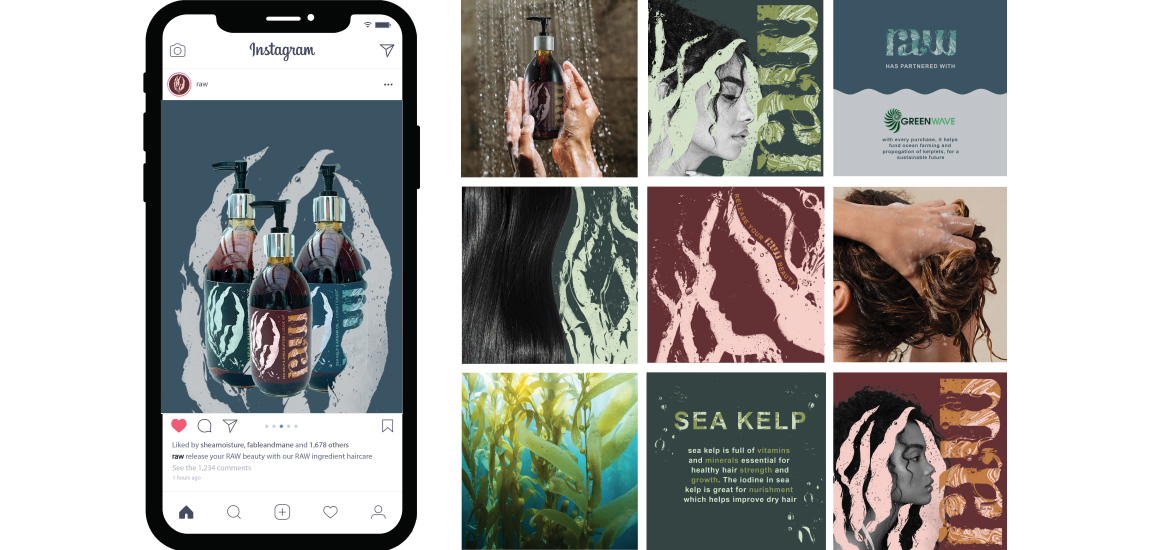 Instagram
raw
Liked by sheamoisture, fableandmane and 1,678 others
raw release your RAW beauty with our RAW ingredient haircare
See the 1,234 comments
1 hours ago
raw
raw
HAS PARTNERED WITH
GREENWAVE
with every purchase, it helps
fund ocean farming and
propogation of kelplets, for a
sustainable future
RELEASE YOUR raw BEAUTY
SEA KELP
sea kelp is full of vitamins
and minerals essential for
healthy hair strength and
growth. The iodine in sea
kelp is great for nurishment
which helps improve dry hair
raw